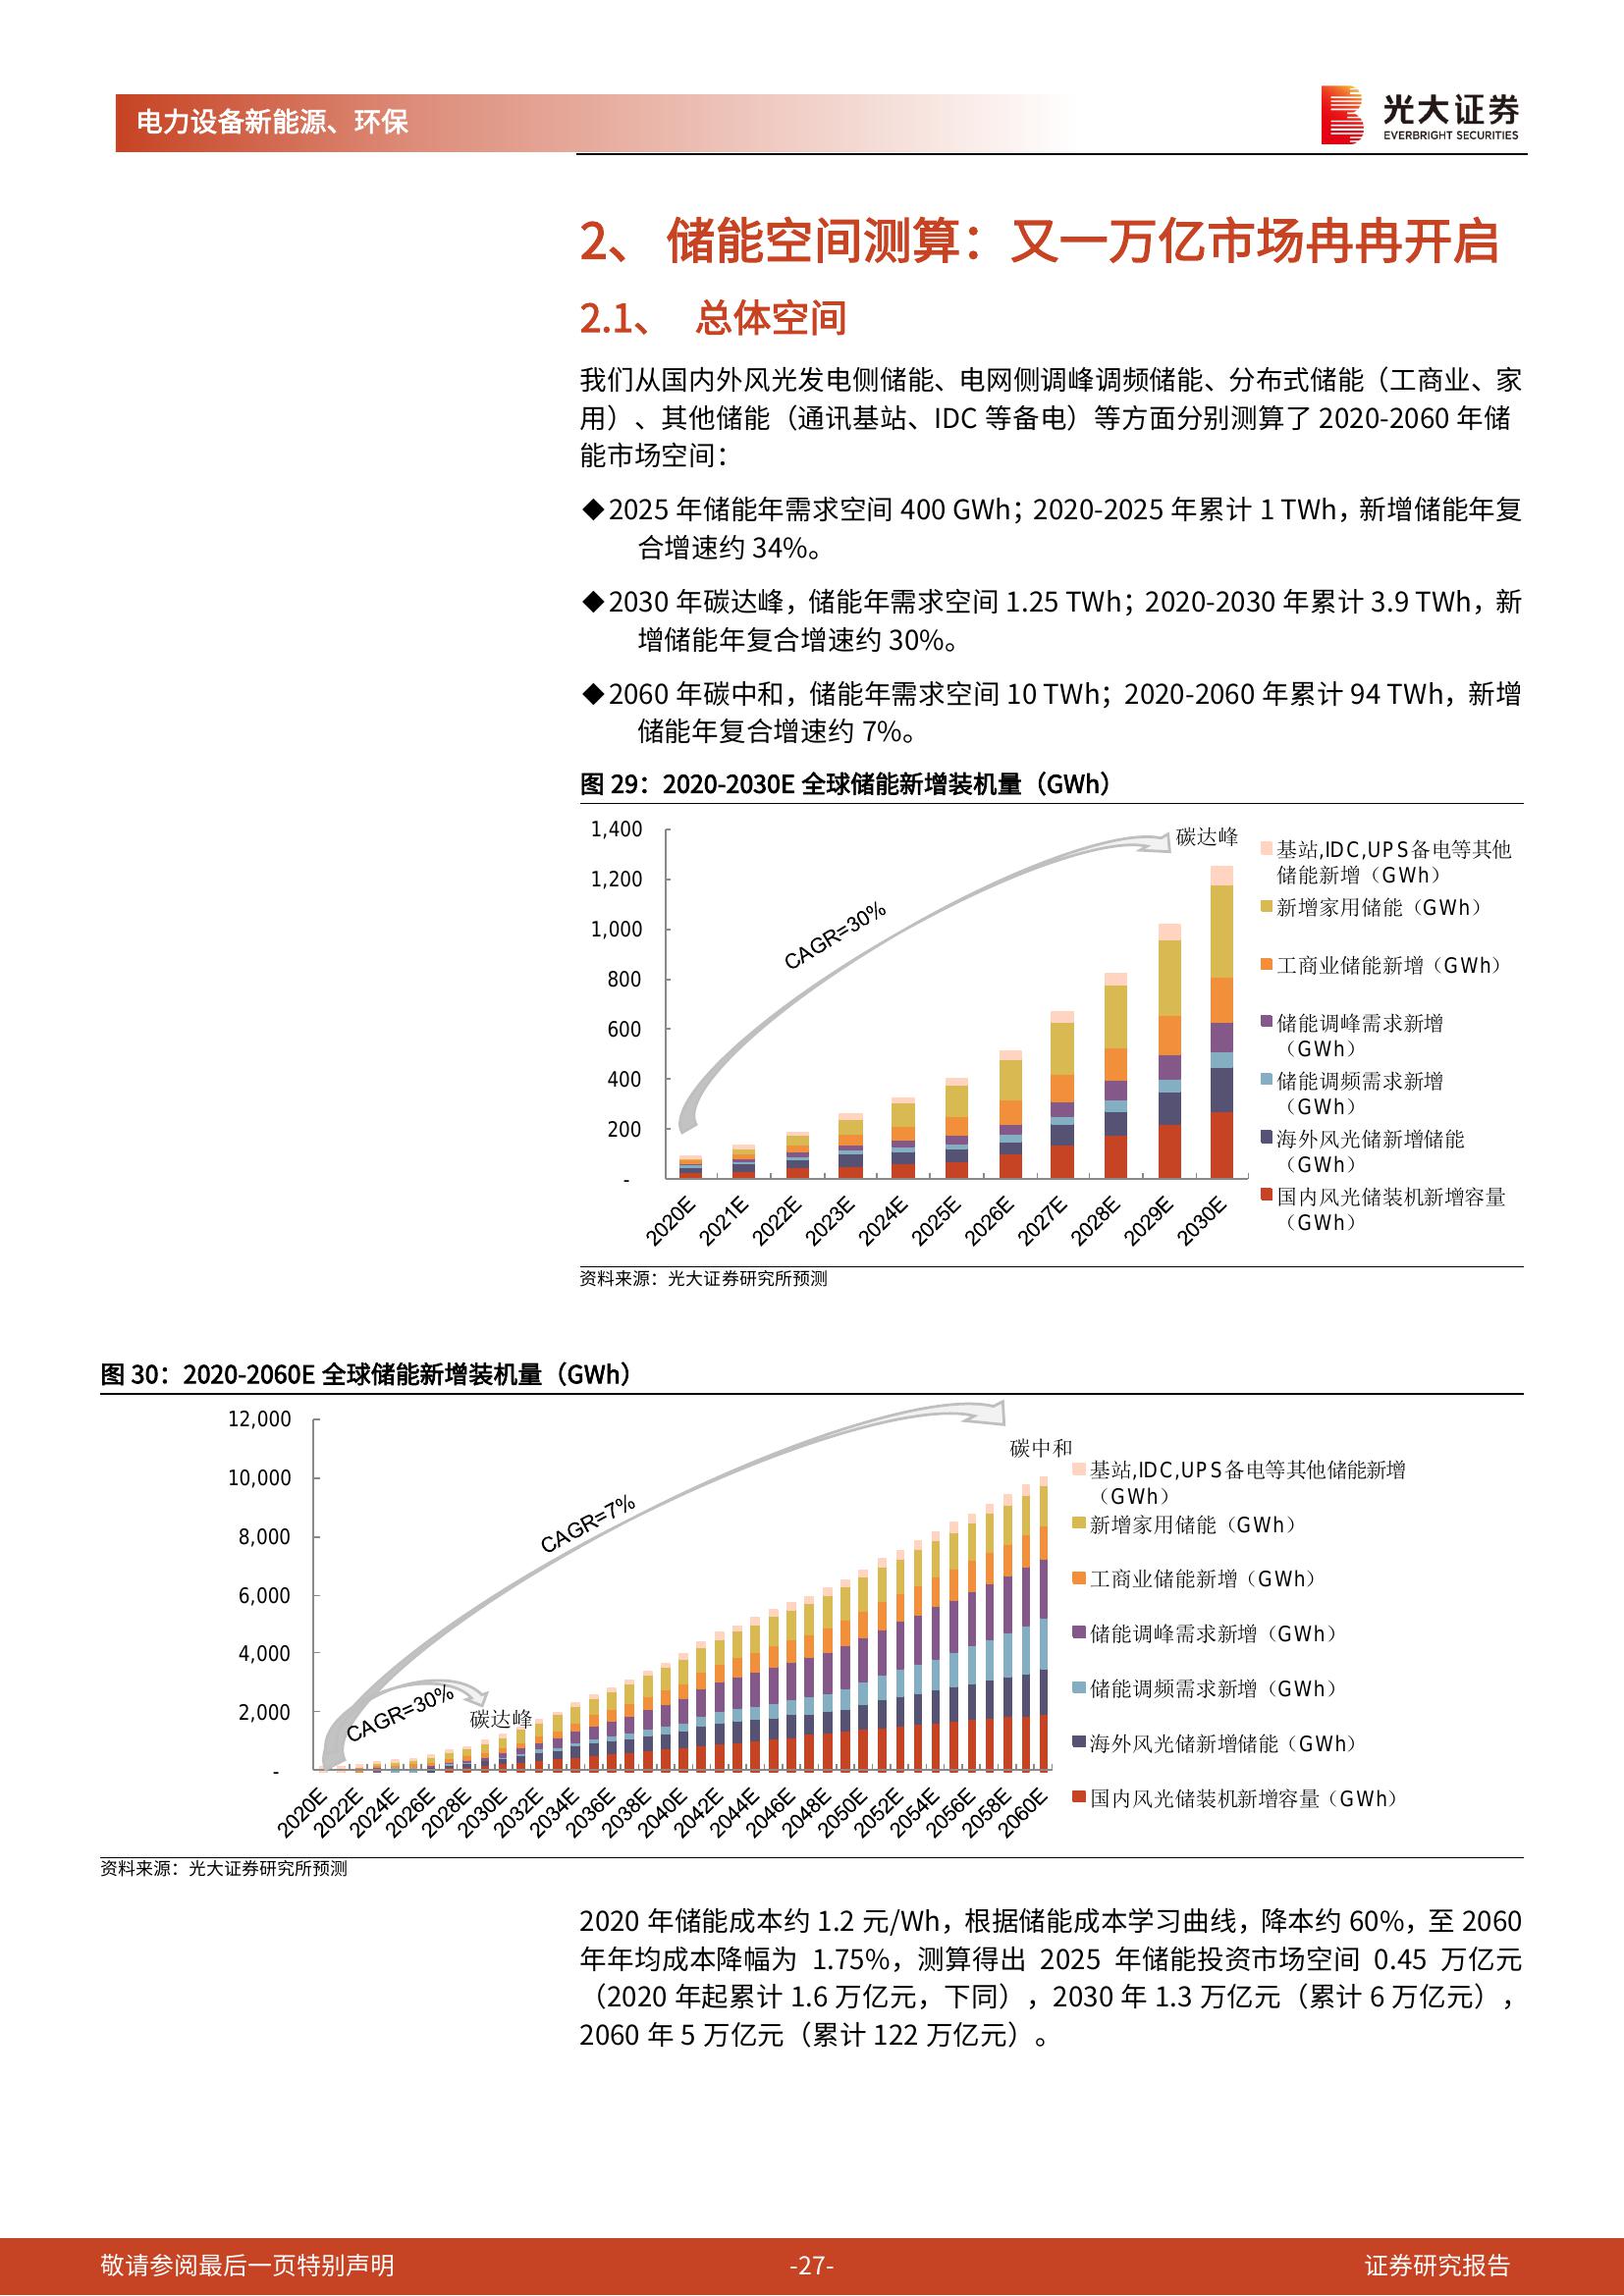 电力设备新能源、环保
光大证券
EVERBRIGHT SECURITIES
2、 储能空间测算：又一万亿市场冉冉开启
2.1、 总体空间
我们从国内外风光发电侧储能、电网侧调峰调频储能、分布式储能（工商业、家
用）、其他储能（通讯基站、IDC 等备电）等方面分别测算了 2020-2060 年储
能市场空间：
◆2025 年储能年需求空间 400 GWh；2020-2025 年累计 1 TWh，新增储能年复
合增速约 34%。
◆2030 年碳达峰，储能年需求空间 1.25 TWh；2020-2030 年累计 3.9 TWh，新
增储能年复合增速约 30%。
◆2060 年碳中和，储能年需求空间 10 TWh；2020-2060 年累计 94 TWh，新增
储能年复合增速约 7%。
图 29：2020-2030E 全球储能新增装机量（GWh）
1,400
1,200
1,000
800
600
400
200
-
CAGR=30%
碳达峰
2020E
2021E
2022E
2023E
2024E
2025E
2026E
2027E
2028E
2029E
2030E
基站,IDC,UPS备电等其他
储能新增（GWh）
新增家用储能（GWh）
工商业储能新增（GWh）
储能调峰需求新增
（GWh）
储能调频需求新增
（GWh）
海外风光储新增储能
（GWh）
国内风光储装机新增容量
（GWh）
资料来源：光大证券研究所预测
图 30：2020-2060E 全球储能新增装机量（GWh）
12,000
10,000
8,000
6,000
4,000
2,000
-
CAGR=7%
CAGR=30%
碳达峰
碳中和
2020E
2022E
2024E
2026E
2028E
2030E
2032E
2034E
2036E
2038E
2040E
2042E
2044E
2046E
2048E
2050E
2052E
2054E
2056E
2058E
2060E
基站,IDC,UPS备电等其他储能新增
（GWh）
新增家用储能（GWh）
工商业储能新增（GWh）
储能调峰需求新增（GWh）
储能调频需求新增（GWh）
海外风光储新增储能（GWh）
国内风光储装机新增容量（GWh）
资料来源：光大证券研究所预测
2020 年储能成本约 1.2 元/Wh，根据储能成本学习曲线，降本约 60%，至 2060
年年均成本降幅为 1.75%，测算得出 2025 年储能投资市场空间 0.45 万亿元
（2020 年起累计 1.6 万亿元，下同），2030 年 1.3 万亿元（累计 6 万亿元），
2060 年 5 万亿元（累计 122 万亿元）。
敬请参阅最后一页特别声明
-27-
证券研究报告